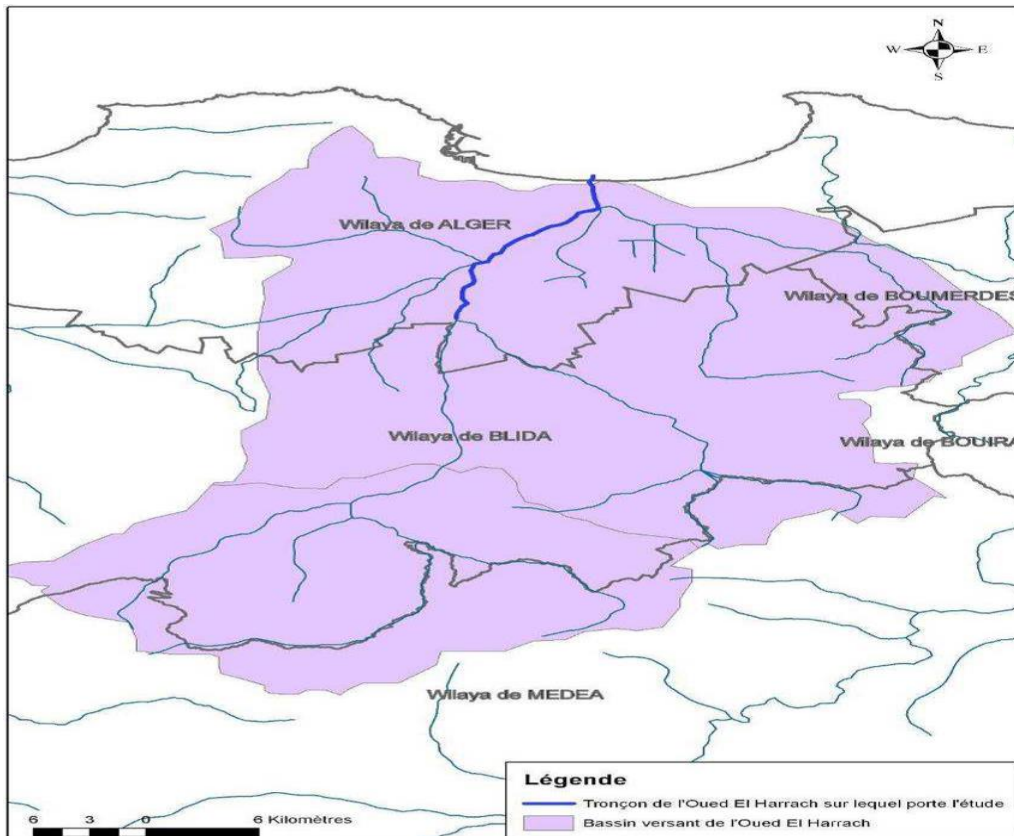 N
W E
S
Wilaya de ALGER
Wilaya de BOUMERDES
Wilaya de BLIDA
Wilaya de BOUIRA
Wilaya de MEDEA
Légende
Tronçon de l'Oued El Harrach sur lequel porte l'étude
Bassin versant de l'Oued El Harrach
6 3 0 6 Kilomètres